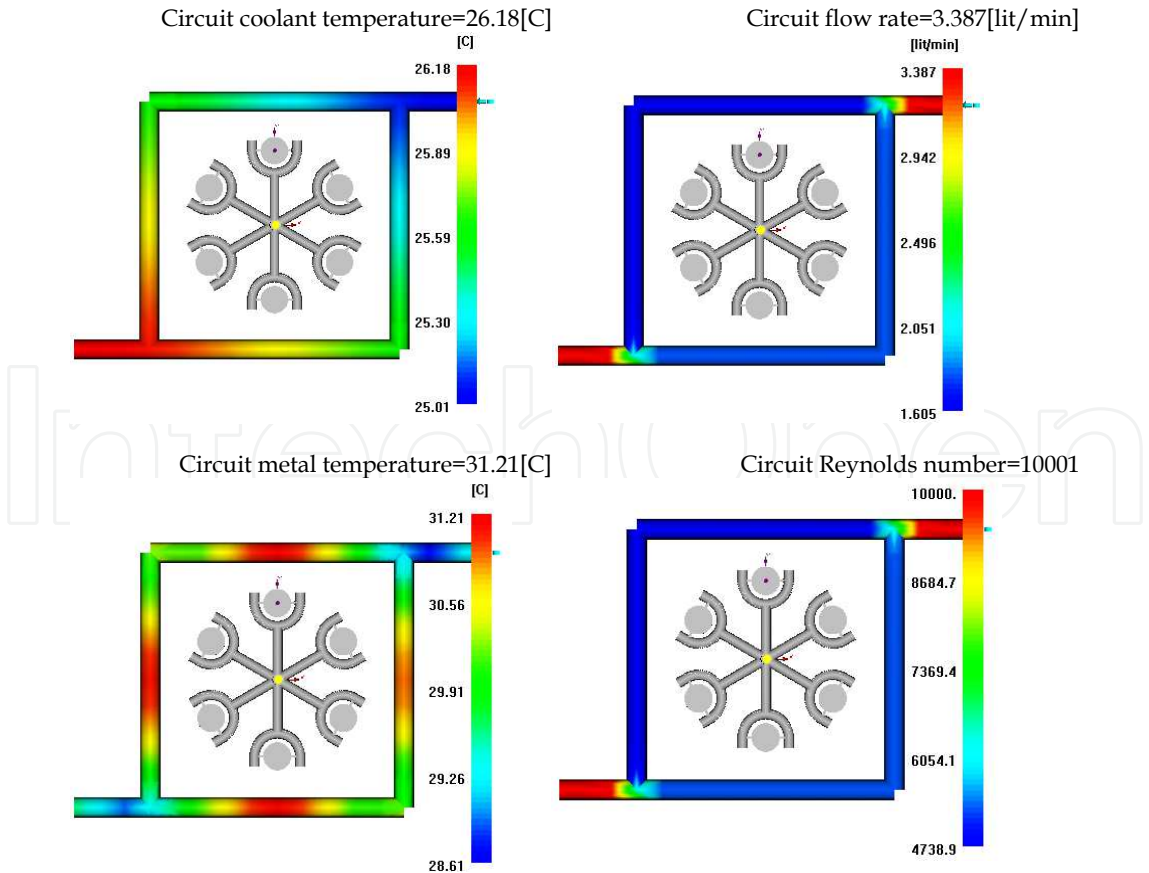 Circuit coolant temperature=26.18[C]
[C]
26.18
25.89
25.59
25.30
25.01
Circuit flow rate=3.387[lit/min]
[lit/min]
3.387
2.942
2.496
2.051
1.605
InTechOpen
Circuit metal temperature=31.21[C]
[C]
31.21
30.56
29.91
29.26
28.61
Circuit Reynolds number=10001
10000.
8684.7
7369.4
6054.1
4738.9